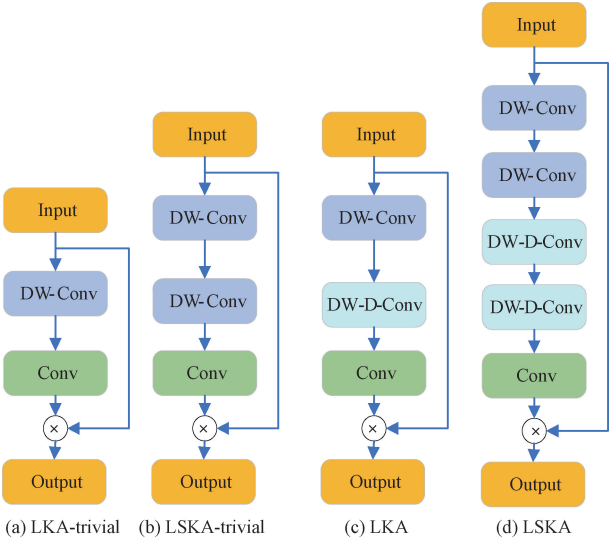 Input
DW-Conv
Conv
×
Output
(a) LKA-trivial
Input
DW-Conv
DW-Conv
Conv
×
Output
(b) LSKA-trivial
Input
DW-Conv
DW-D-Conv
Conv
×
Output
(c) LKA
Input
DW-Conv
DW-Conv
DW-D-Conv
DW-D-Conv
Conv
×
Output
(d) LSKA